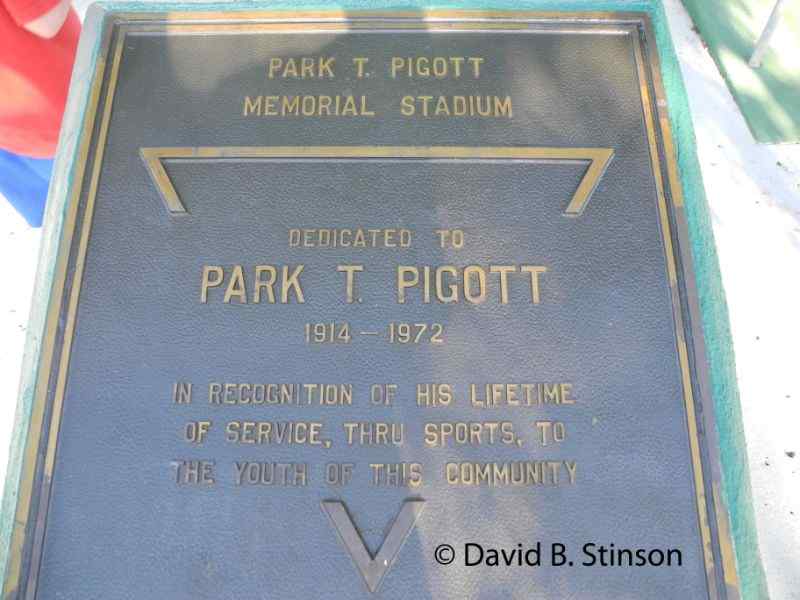 PARK T. PIGOTT
MEMORIAL STADIUM
DEDICATED TO
PARK T. PIGOTT
1914 - 1972
IN RECOGNITION OF HIS LIFETIME
OF SERVICE, THRU SPORTS, TO
THE YOUTH OF THIS COMMUNITY
© David B. Stinson